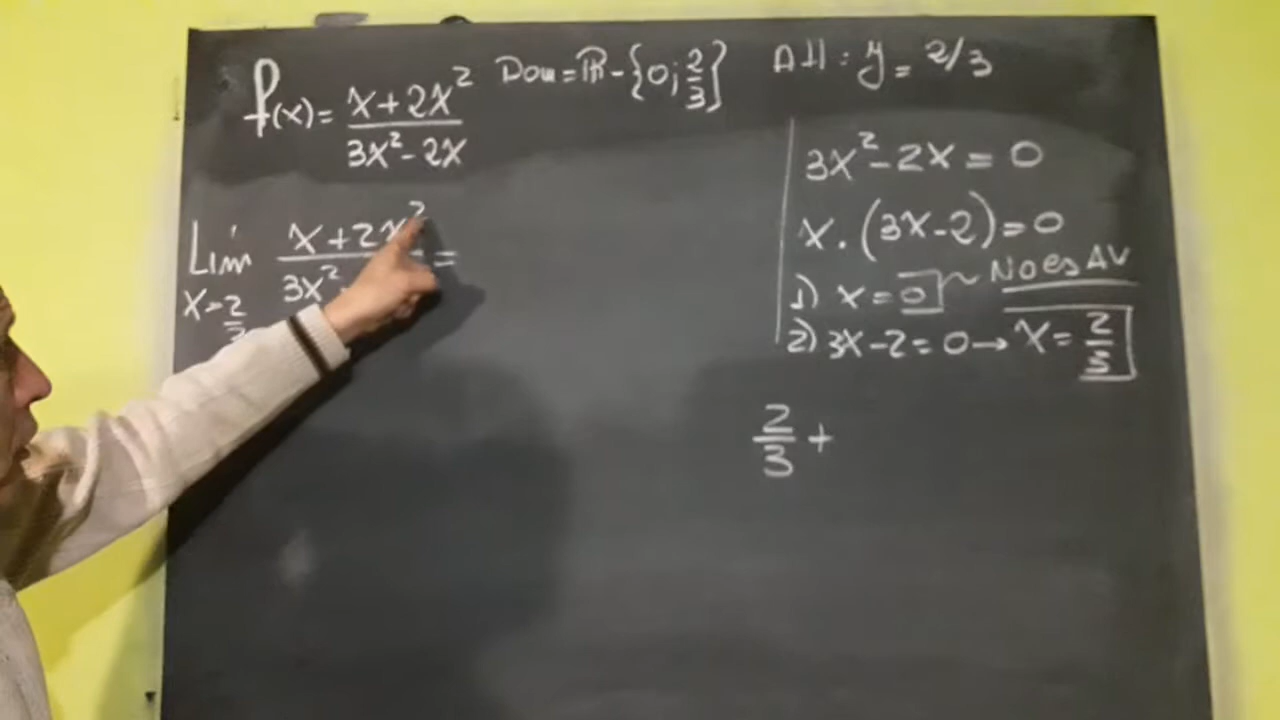 f(x) = x + 2x² / 3x² - 2x
Dom = ℝ - {0; 2/3}
AH : y = 2/3
Lim x→2/3 x + 2x² / 3x² =
3x² - 2x = 0
x . (3x - 2) = 0
1) x = 0 ~ No es AV
2) 3x - 2 = 0 → x = 2/3
2/3 +